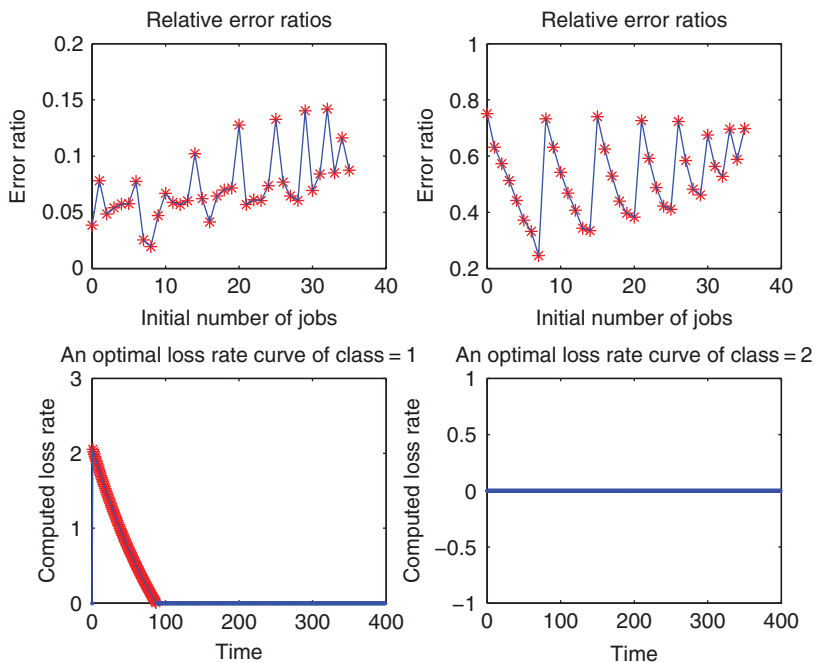 Relative error ratios
0.2
0.15
0.1
0.05
0
Error ratio
0 10 20 30 40
Initial number of jobs
Relative error ratios
1
0.8
0.6
0.4
0.2
Error ratio
0 10 20 30 40
Initial number of jobs
An optimal loss rate curve of class = 1
3
2
1
0
Computed loss rate
0 100 200 300 400
Time
An optimal loss rate curve of class = 2
1
0.5
0
−0.5
−1
Computed loss rate
0 100 200 300 400
Time